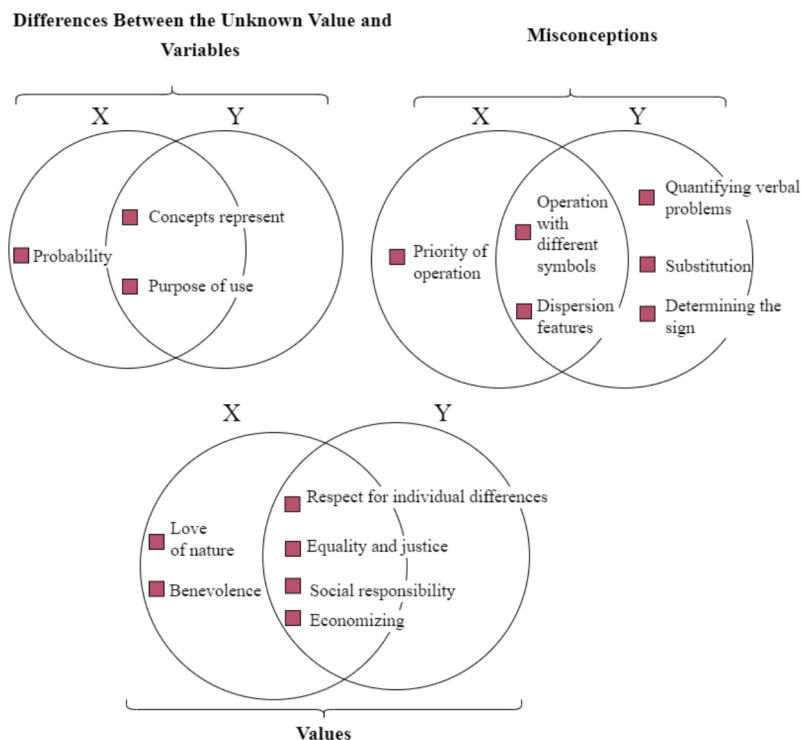 Differences Between the Unknown Value and
Variables
X
Y
Probability
Concepts represent
Purpose of use
Misconceptions
X
Y
Priority of
operation
Operation
with
different
symbols
Dispersion
features
Quantifying verbal
problems
Substitution
Determining the
sign
X
Y
Love
of nature
Benevolence
Respect for individual differences
Equality and justice
Social responsibility
Economizing
Values